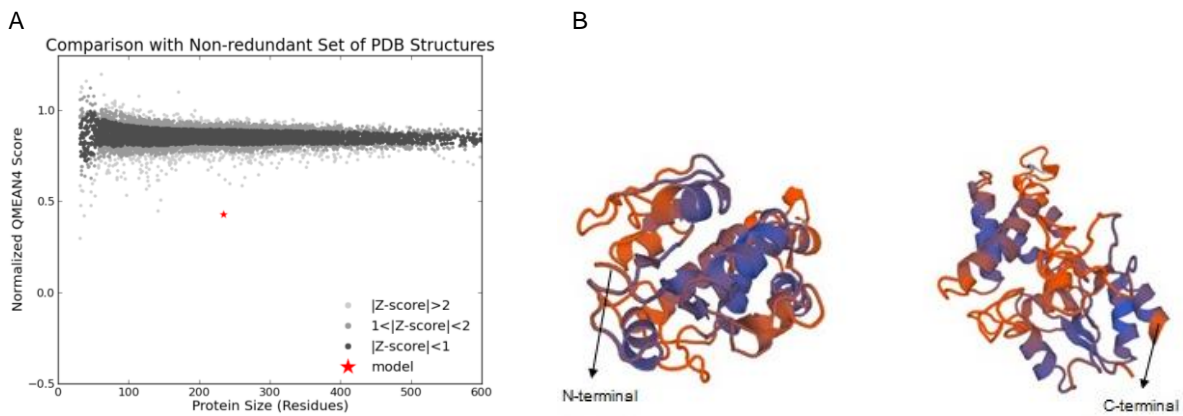 A
B
Comparison with Non-redundant Set of PDB Structures
Normalized QMEAN4 Score
1.0
0.5
0.0
−0.5
|Z-score|>2
1<|Z-score|<2
|Z-score|<1
model
0 100 200 300 400 500 600
Protein Size (Residues)
N-terminal
C-terminal